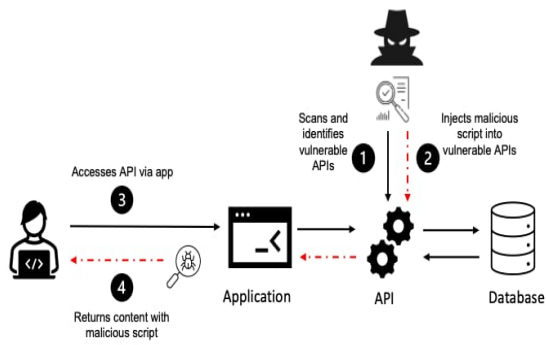 Scans and
identifies
vulnerable
APIs
1
2
Injects malicious
script into
vulnerable APIs
Accesses API via app
3
</>
4
Returns content with
malicious script
Application
API
Database